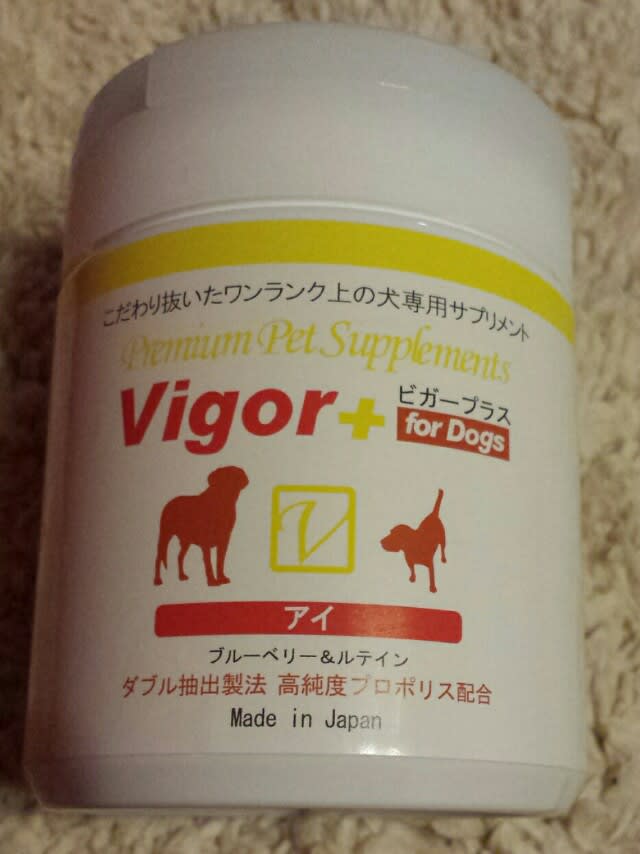 こだわり抜いたワンランク上の犬専用サプリメント
Premium Pet Supplements
Vigor+
ビガープラス
for Dogs
V
アイ
ブルーベリー&ルテイン
ダブル抽出製法 高純度プロポリス配合
Made in Japan